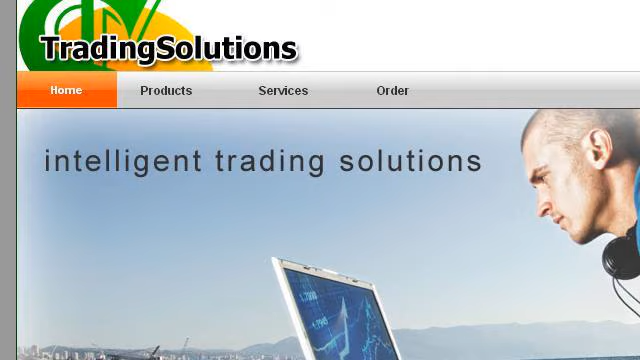 TradingSolutions
Home Products Services Order
intelligent trading solutions